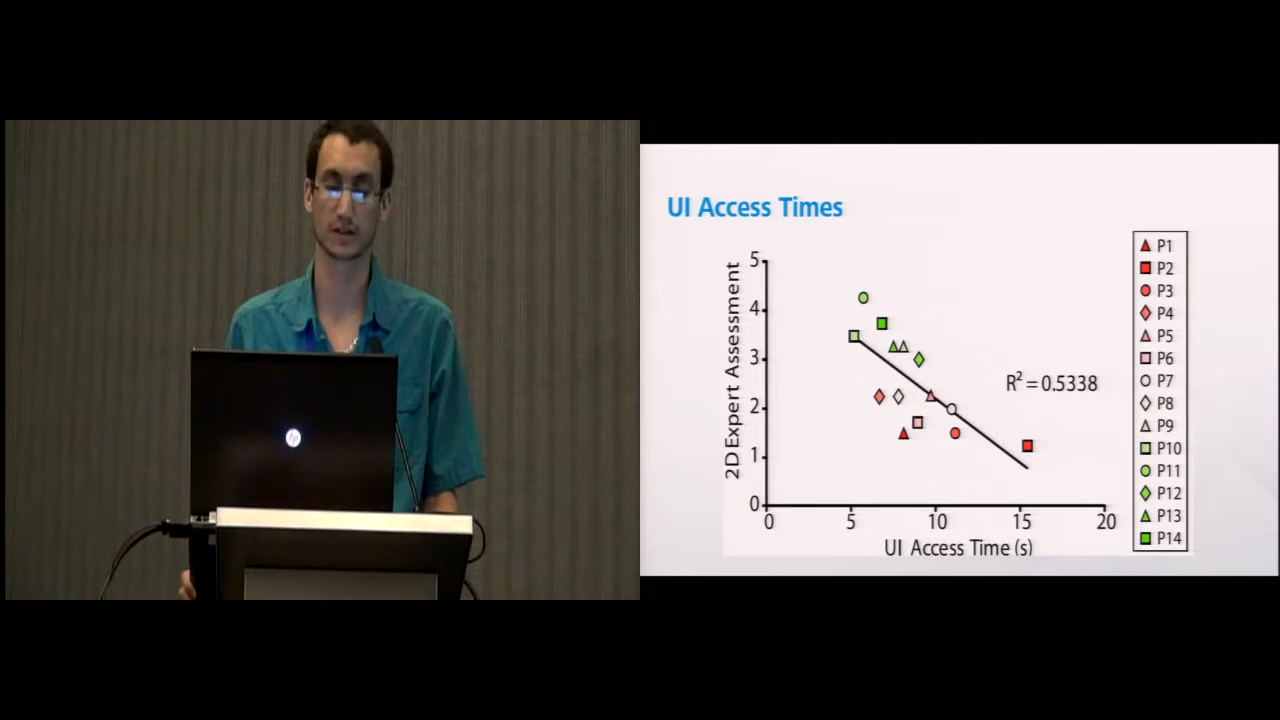 UI Access Times
2D Expert Assessment
5
4
3
2
1
0
0 5 10 15 20
UI Access Time (s)
R² = 0.5338
P1
P2
P3
P4
P5
P6
P7
P8
P9
P10
P11
P12
P13
P14
hp